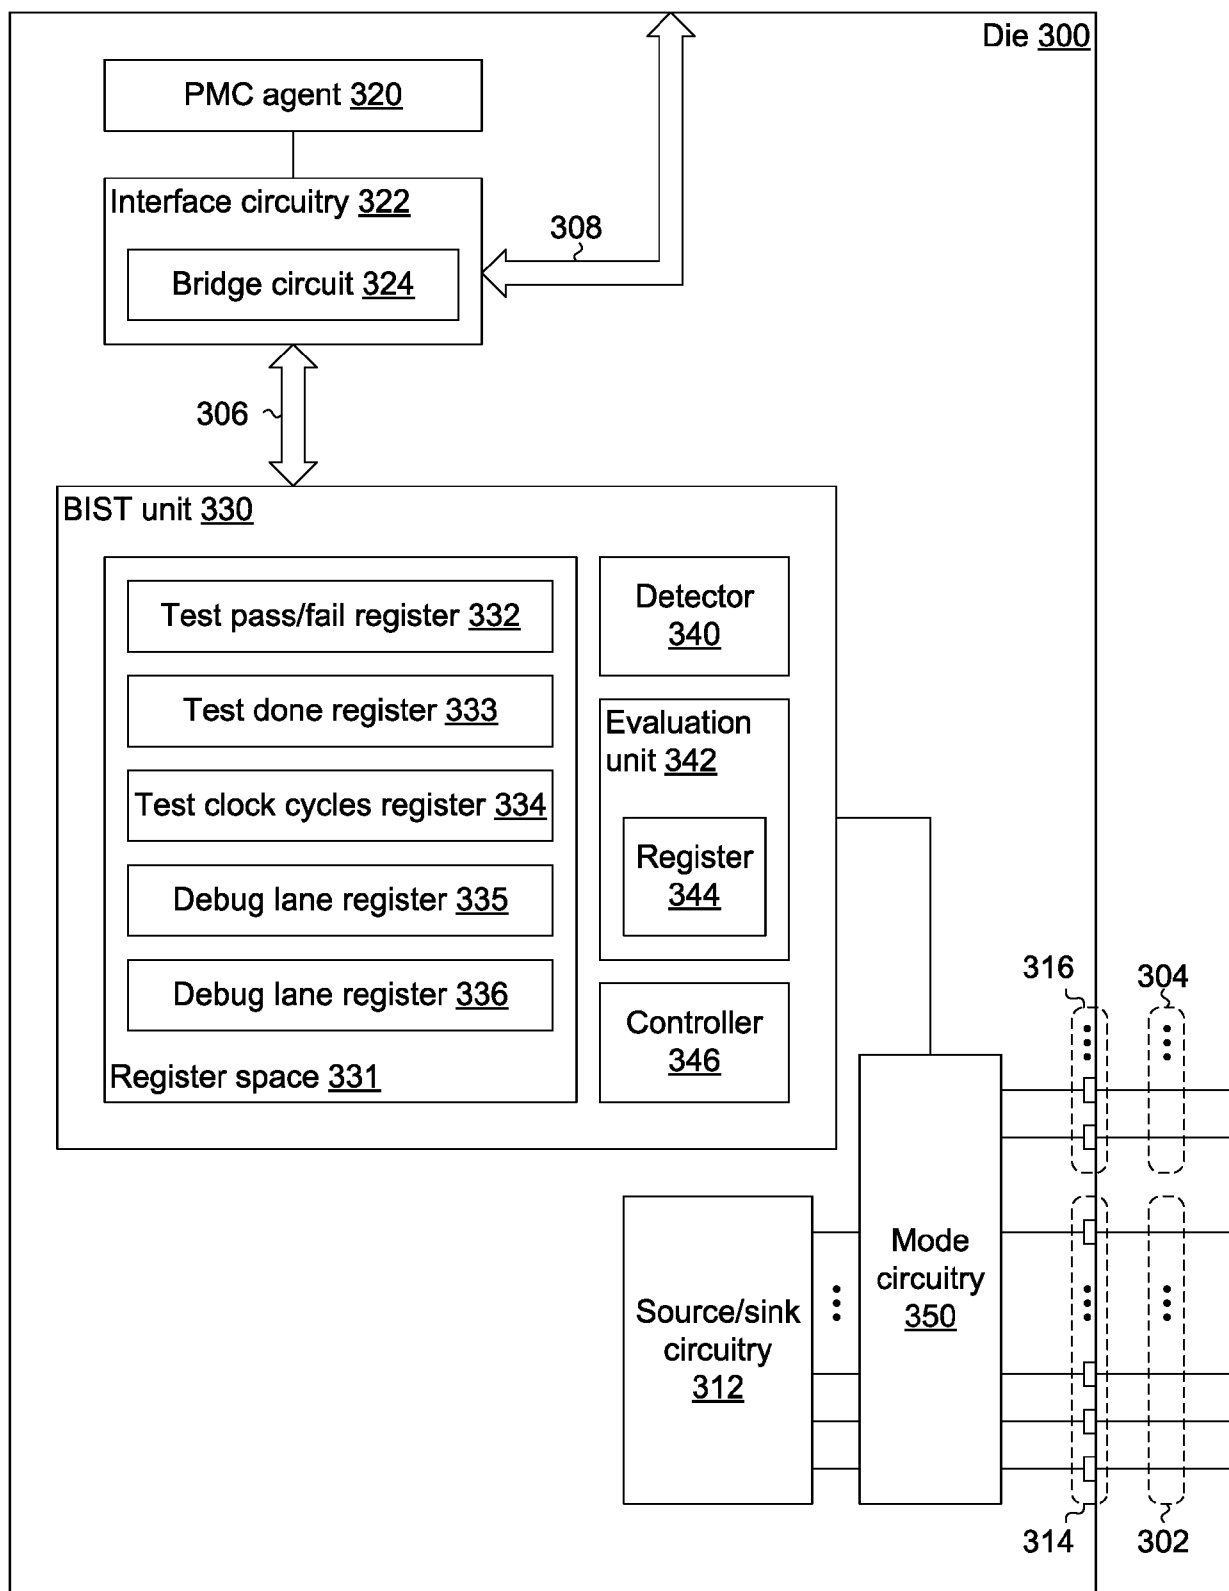 Die 300
PMC agent 320
Interface circuitry 322
Bridge circuit 324
308
306
BIST unit 330
Test pass/fail register 332
Test done register 333
Test clock cycles register 334
Debug lane register 335
Debug lane register 336
Register space 331
Detector
340
Evaluation
unit 342
Register
344
Controller
346
316
304
Source/sink
circuitry
312
Mode
circuitry
350
314
302